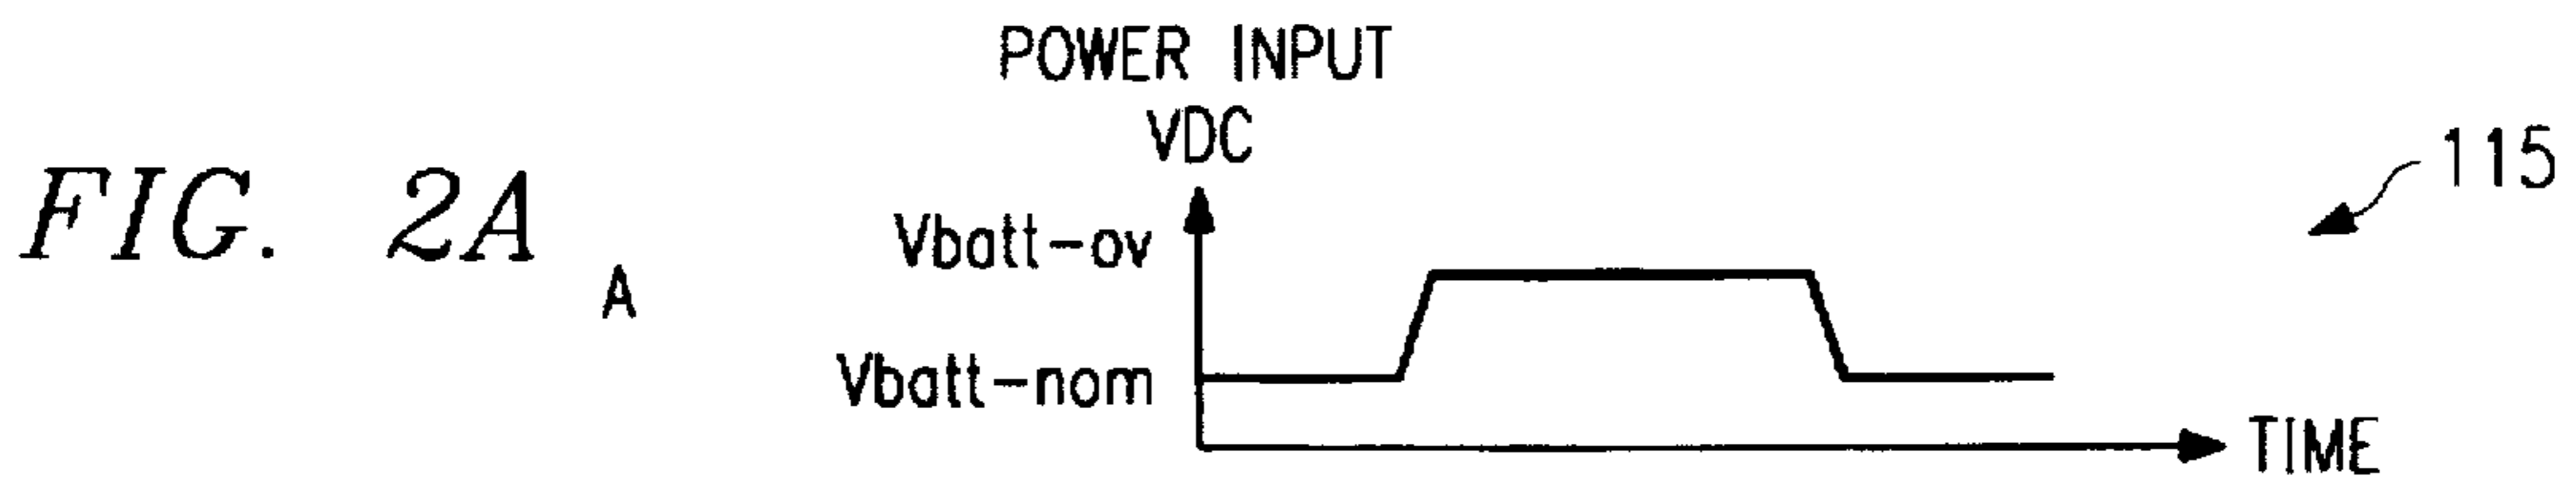 POWER INPUT
VDC
115
FIG. 2A
A
Vbatt-ov
Vbatt-nom
TIME